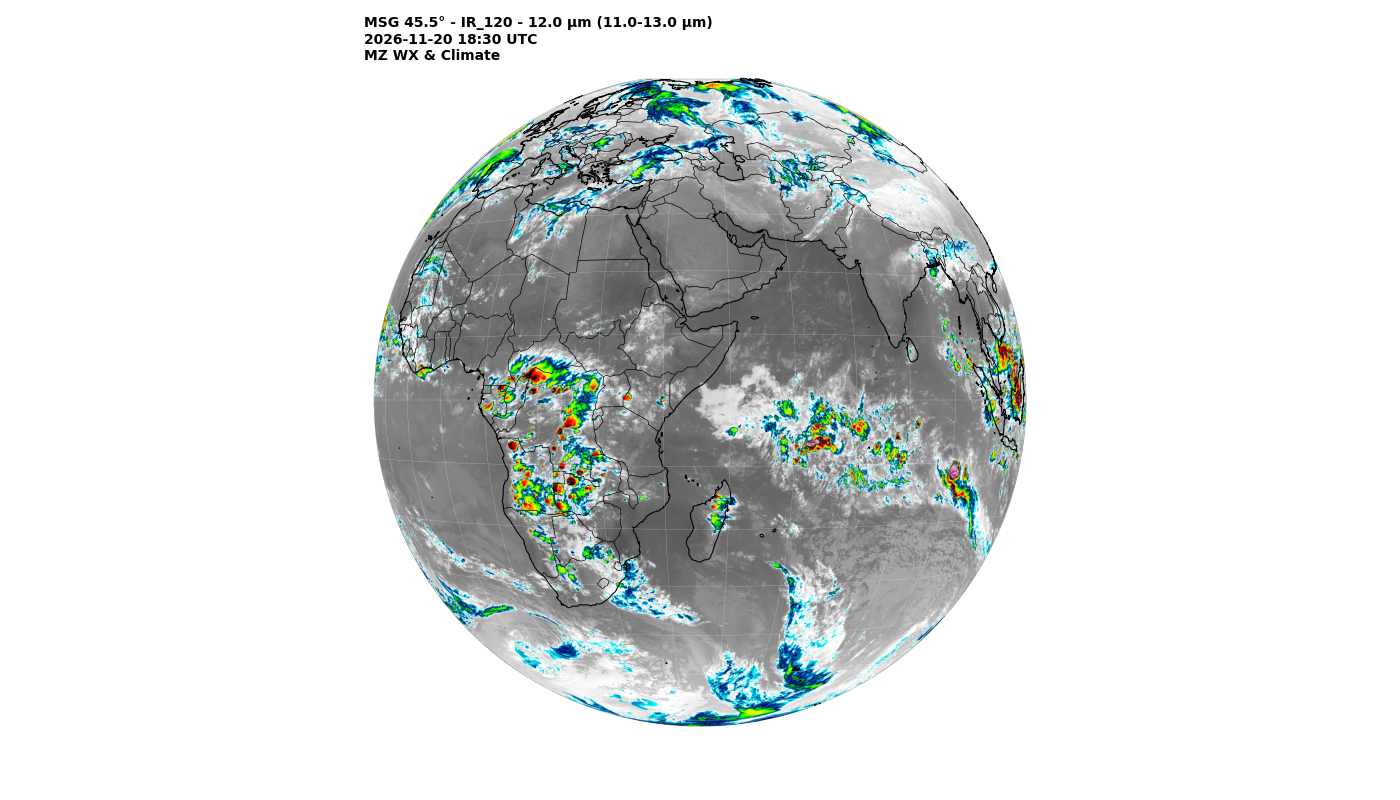 MSG 45.5° - IR_120 - 12.0 μm (11.0-13.0 μm)
2026-11-20 18:30 UTC
MZ WX & Climate